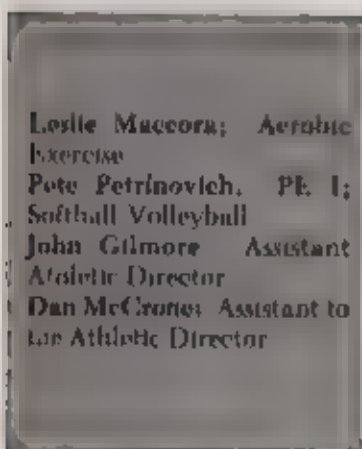 Leslie Maccora; Aerobic
Exercise
Pete Petrinovich, PE I;
Softball Volleyball
John Gilmore Assistant
Athletic Director
Dan McCrone; Assistant to
the Athletic Director